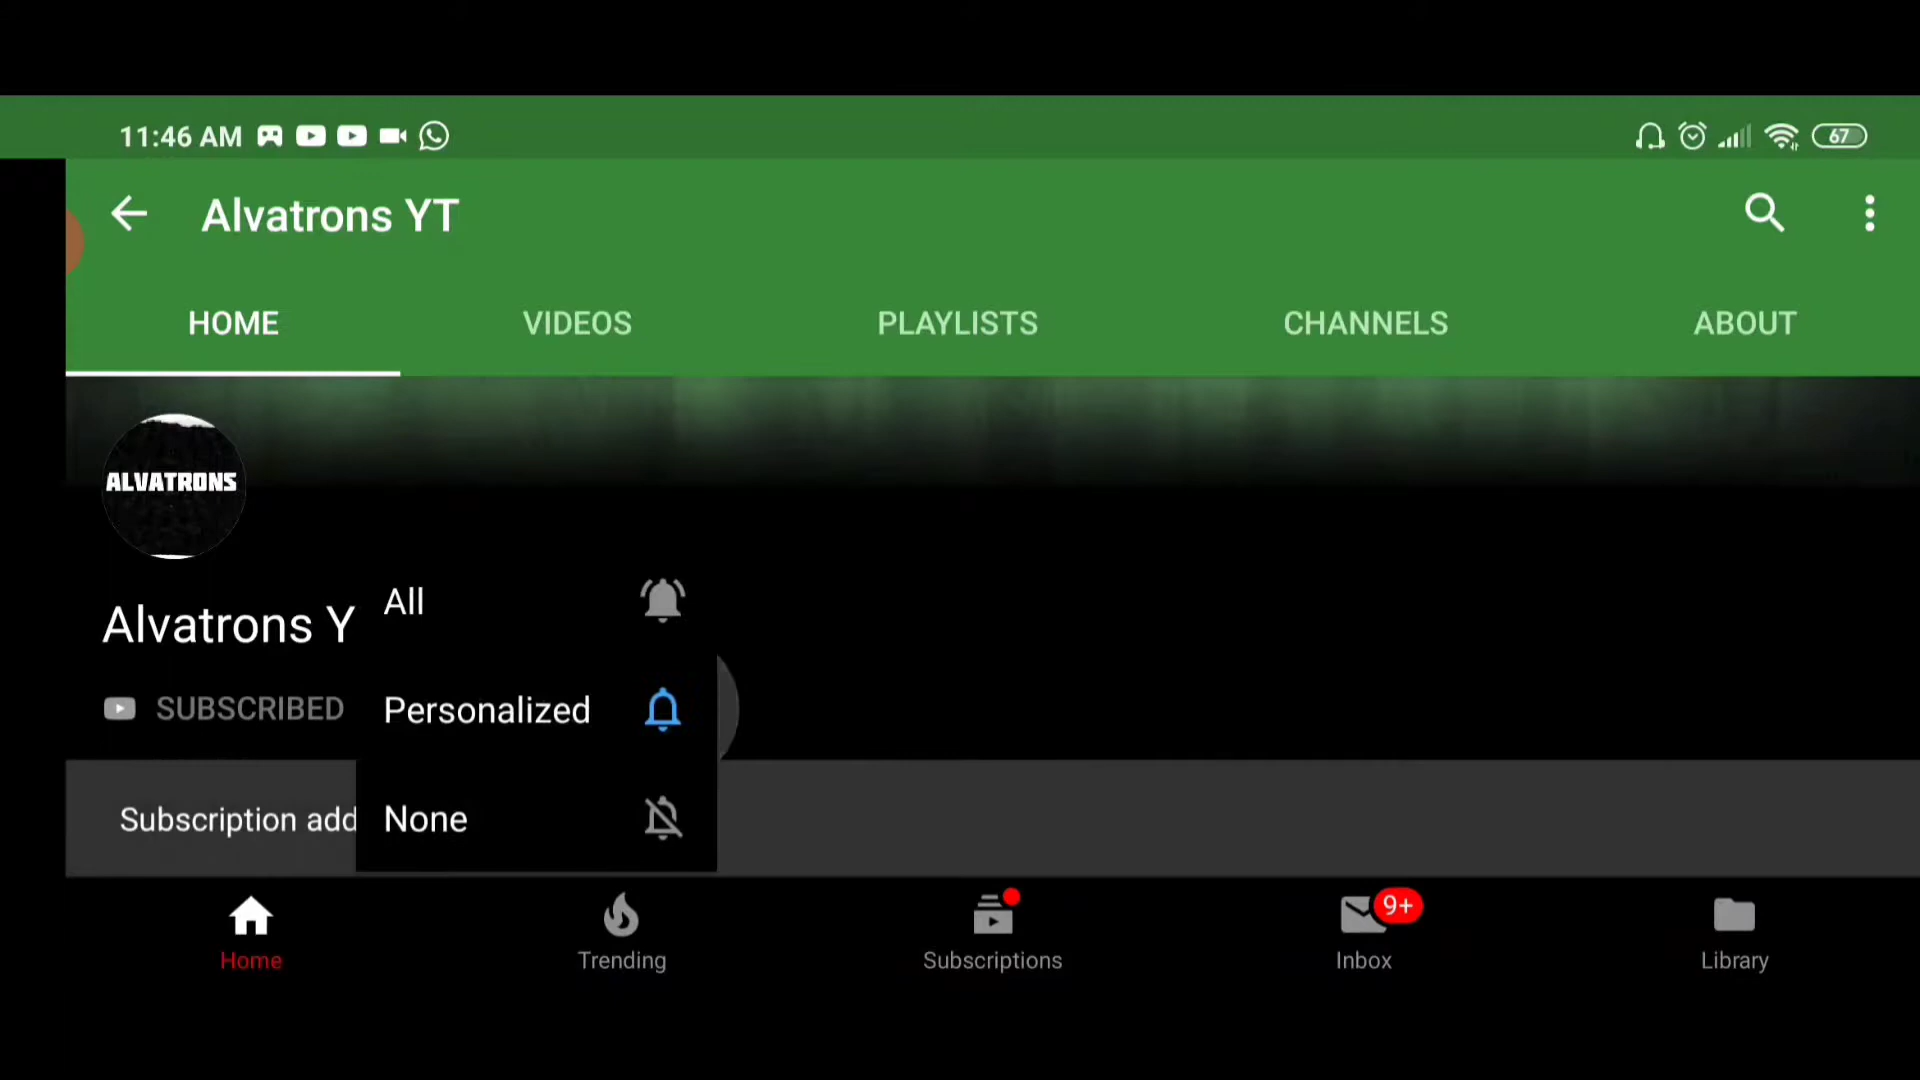 11:46 AM
67
Alvatrons YT
HOME
VIDEOS
PLAYLISTS
CHANNELS
ABOUT
ALVATRONS
Alvatrons Y
All
SUBSCRIBED
Personalized
Subscription add
None
Home
Trending
Subscriptions
9+
Inbox
Library